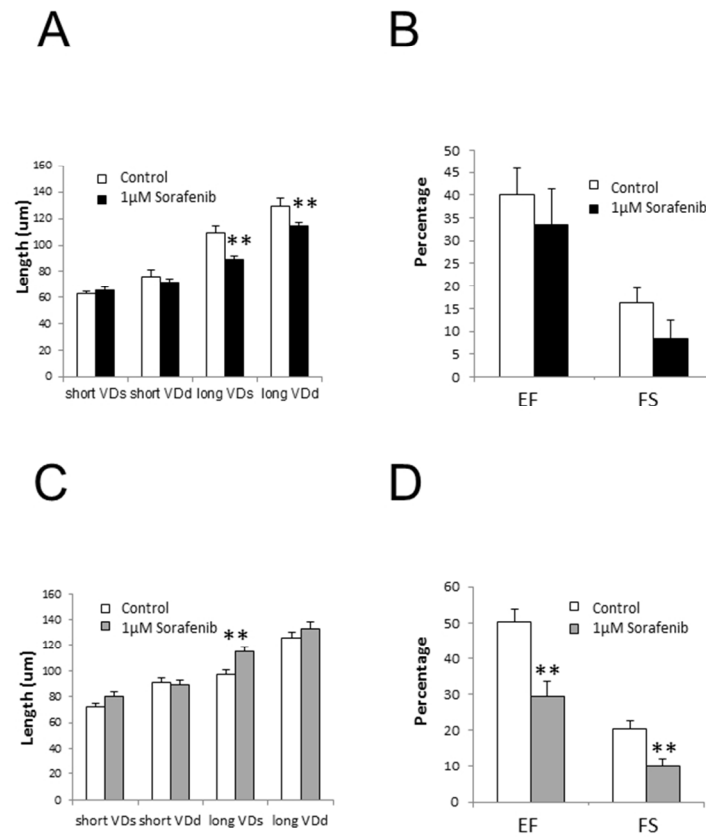 A
B
160
140
120
100
80
60
40
20
0
Length (um)
Control
1µM Sorafenib
**
**
short VDs short VDd long VDs long VDd
50
45
40
35
30
25
20
15
10
5
0
Percentage
Control
1µM Sorafenib
EF FS
C
D
160
140
120
100
80
60
40
20
0
Length (um)
Control
1µM Sorafenib
**
short VDs short VDd long VDs long VDd
60
50
40
30
20
10
0
Percentage
Control
1µM Sorafenib
**
**
EF FS